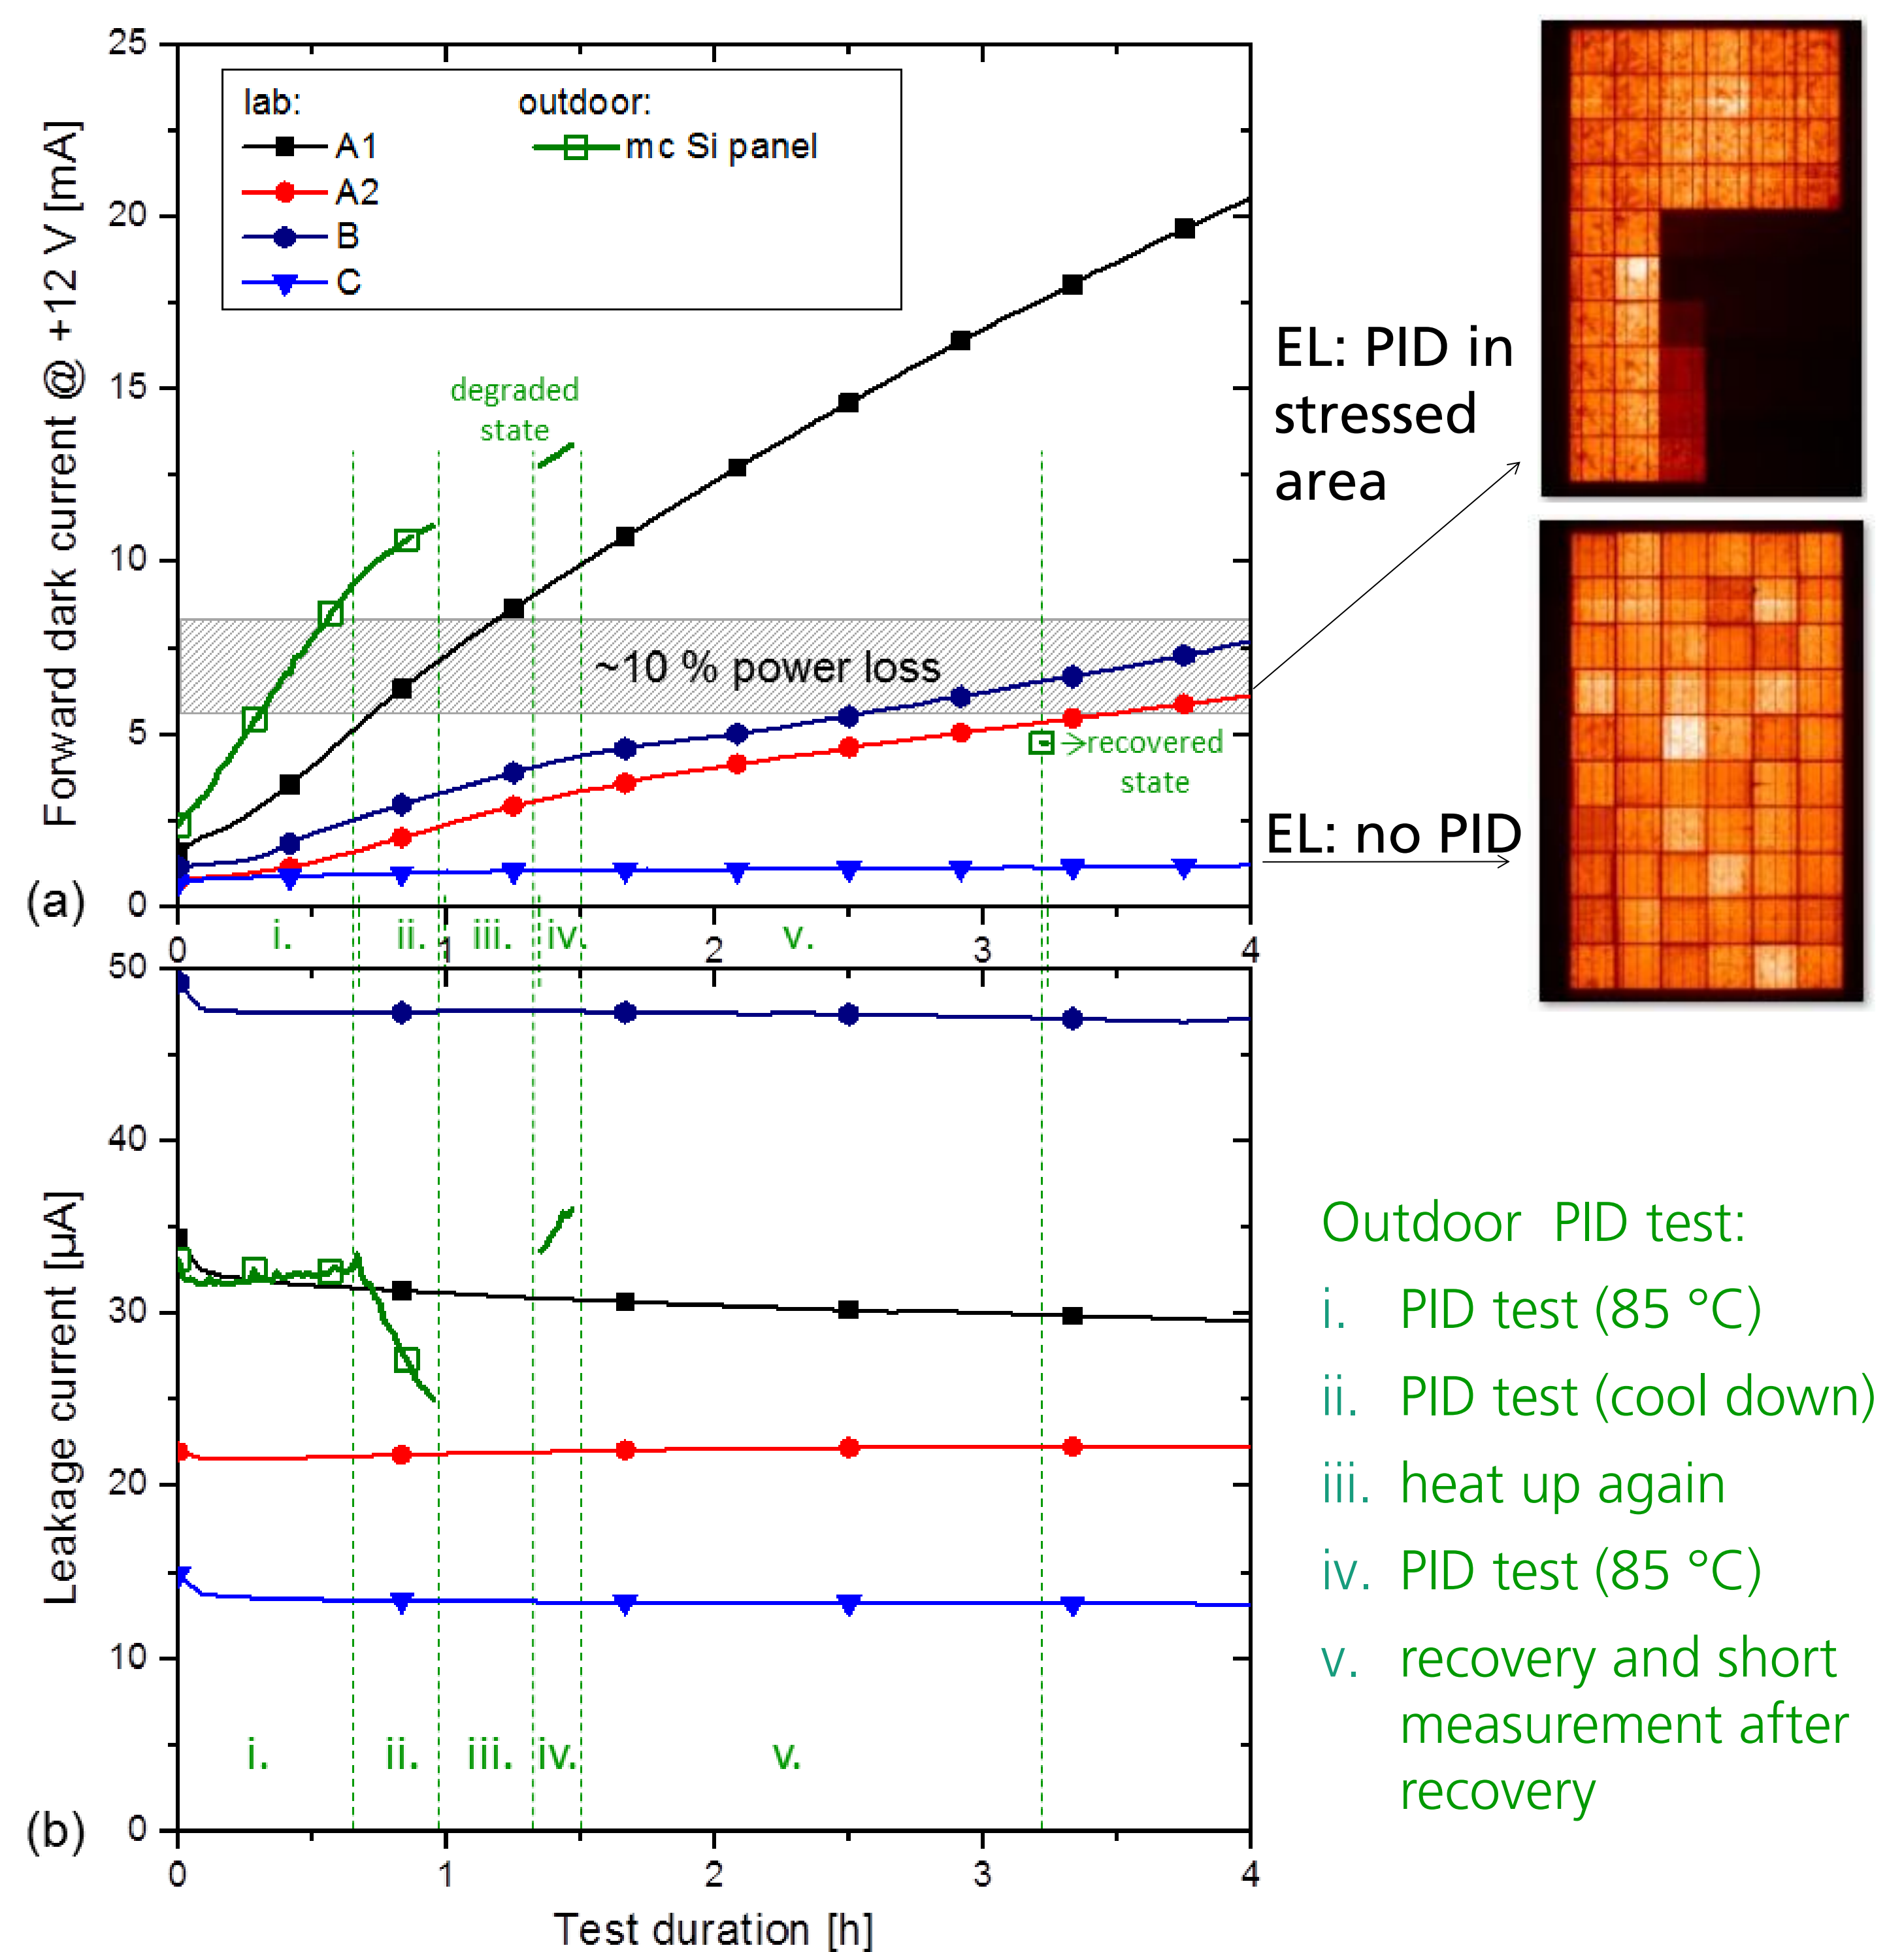 25
20
15
10
5
0
Forward dark current @ +12 V [mA]
lab:
outdoor:
A1
mc Si panel
A2
B
C
degraded
state
~10 % power loss
→recovered
state
EL: PID in
stressed
area
EL: no PID
(a)
i.
ii.
iii.
iv.
v.
0
1
2
3
4
50
40
30
20
10
0
Leakage current [µA]
i.
ii.
iii.
iv.
v.
(b)
0
1
2
3
4
Test duration [h]
Outdoor PID test:
i. PID test (85 °C)
ii. PID test (cool down)
iii. heat up again
iv. PID test (85 °C)
v. recovery and short
measurement after
recovery